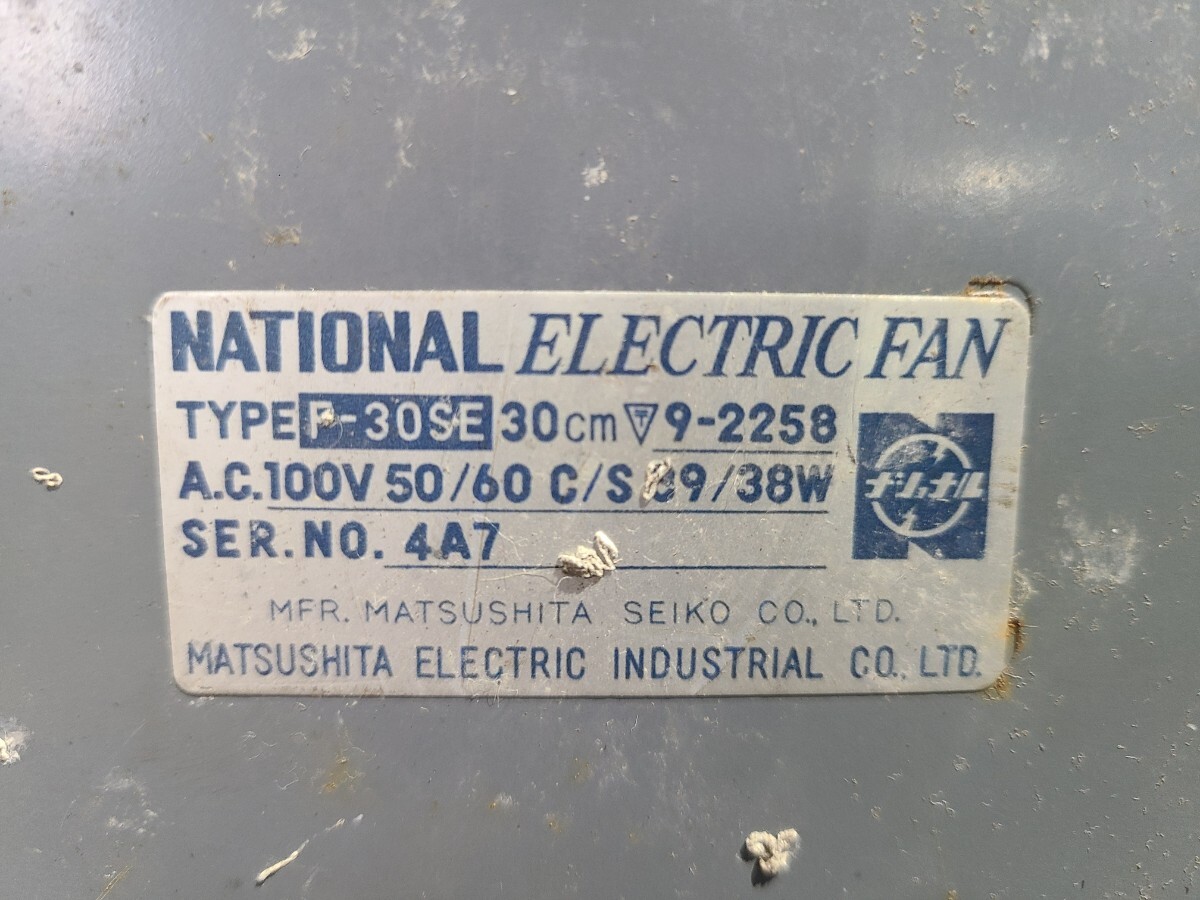 NATIONAL ELECTRIC FAN
TYPE F-30SE 30cm 〒 9-2258
A.C.100V 50/60 C/S 39/38W
SER.NO. 4A7
ナショナル
MFR. MATSUSHITA SEIKO CO., LTD.
MATSUSHITA ELECTRIC INDUSTRIAL CO., LTD.